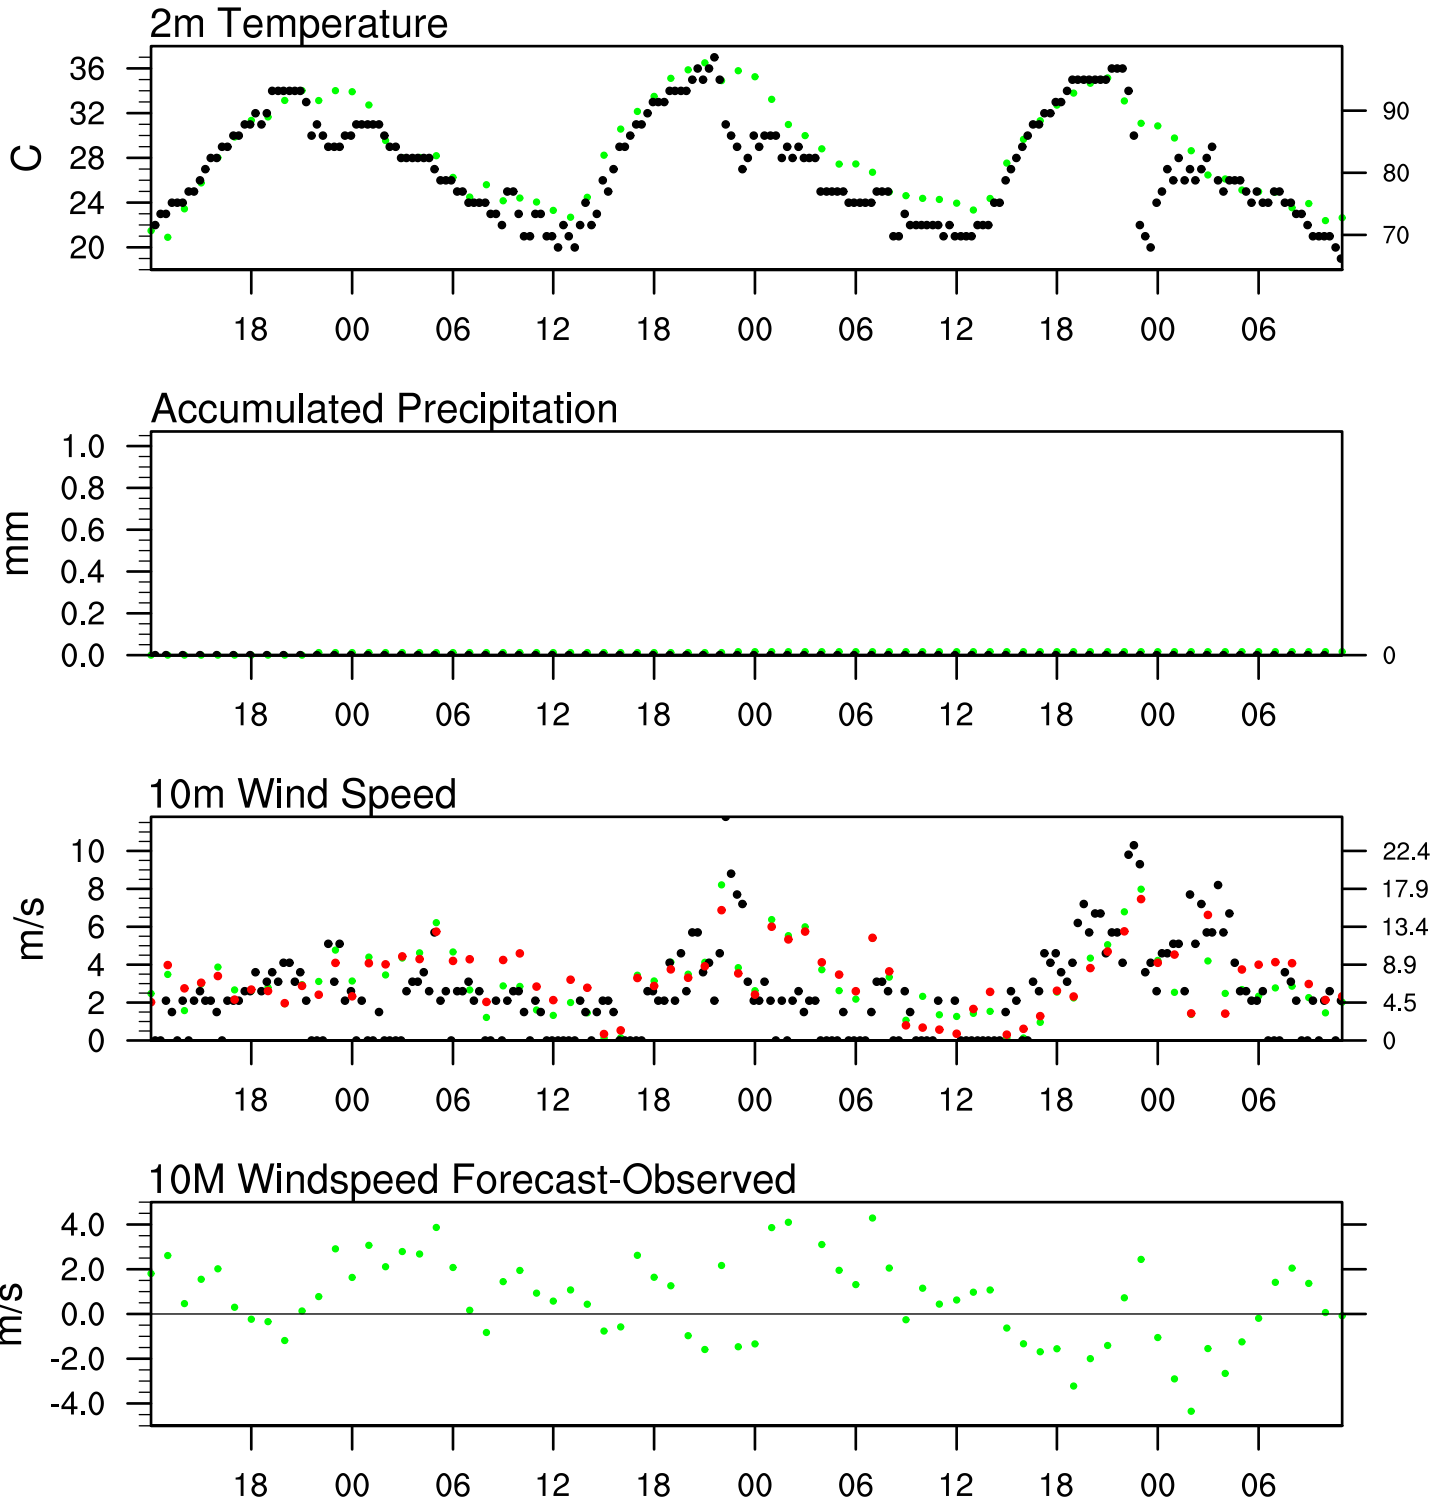 2m Temperature
C
36
32
28
24
20
90
80
70
18 00 06 12 18 00 06 12 18 00 06
Accumulated Precipitation
mm
1.0
0.8
0.6
0.4
0.2
0.0
0
18 00 06 12 18 00 06 12 18 00 06
10m Wind Speed
m/s
10
8
6
4
2
0
22.4
17.9
13.4
8.9
4.5
0
18 00 06 12 18 00 06 12 18 00 06
10M Windspeed Forecast-Observed
m/s
4.0
2.0
0.0
-2.0
-4.0
18 00 06 12 18 00 06 12 18 00 06